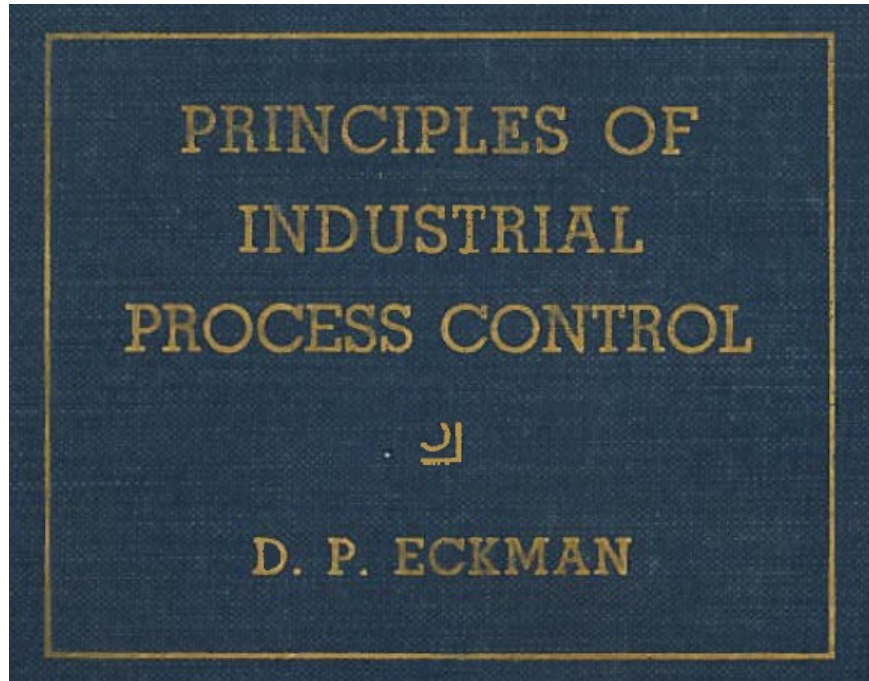 PRINCIPLES OF
INDUSTRIAL
PROCESS CONTROL
D. P. ECKMAN